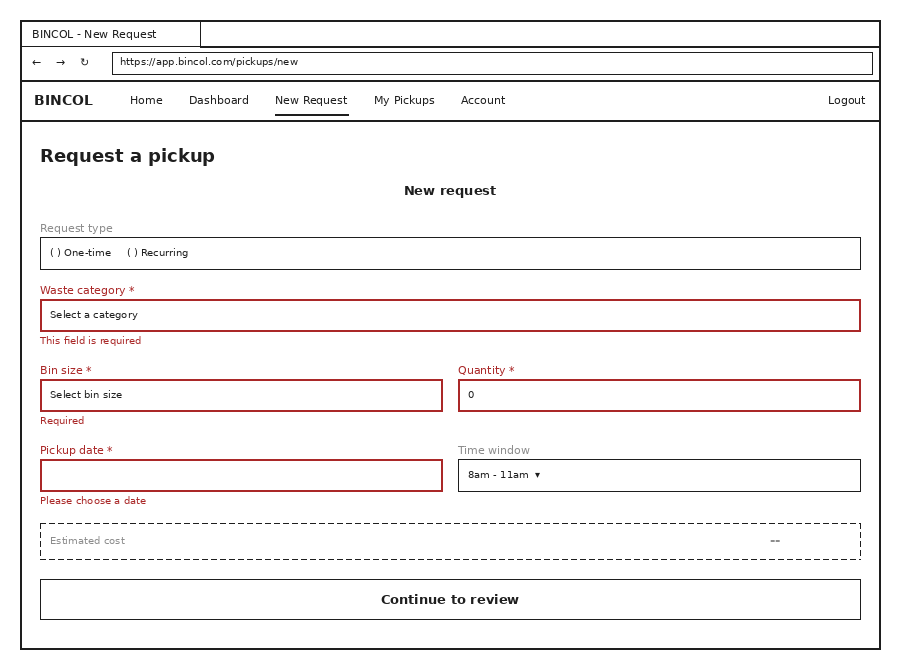 BINCOL - New Request
← → ↻ https://app.bincol.com/pickups/new
BINCOL Home Dashboard New Request My Pickups Account Logout
Request a pickup
New request
Request type
( ) One-time ( ) Recurring
Waste category *
Select a category
This field is required
Bin size * Quantity *
Select bin size 0
Required
Pickup date * Time window
8am - 11am ▾
Please choose a date
Estimated cost --
Continue to review